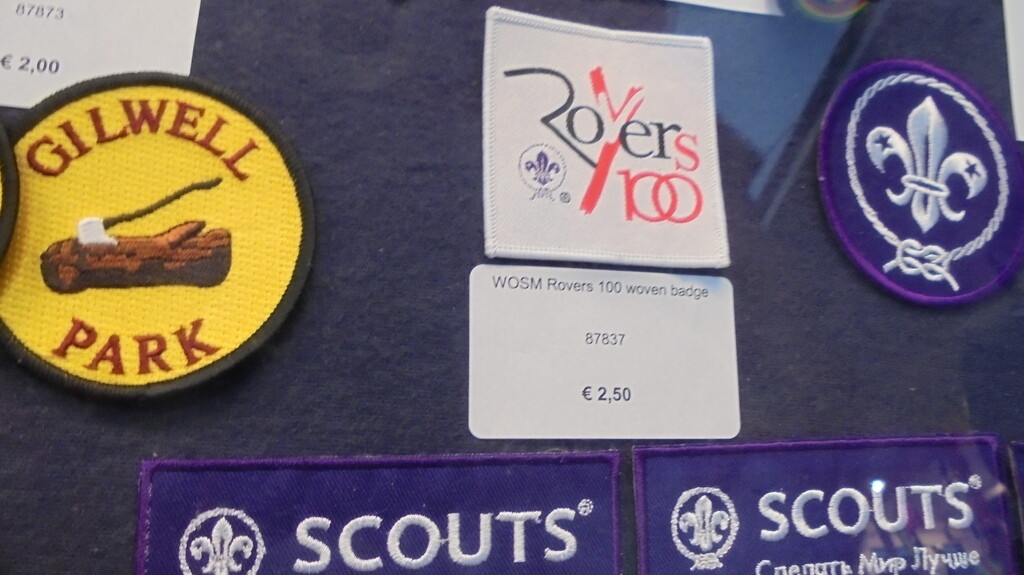 87873
€ 2,00
GILWELL
PARK
Rovers
100
®
WOSM Rovers 100 woven badge
87837
€ 2,50
SCOUTS®
SCOUTS®
Сделать Мир Лучше